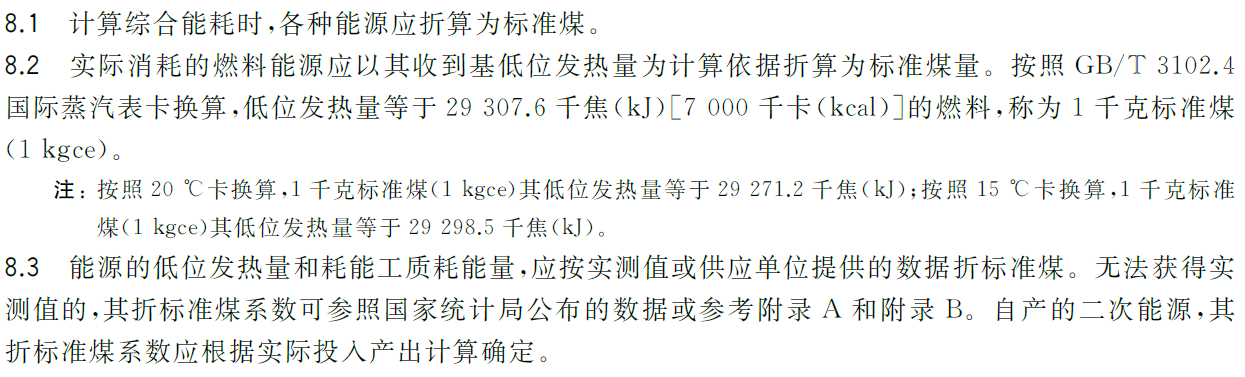 8.1 计算综合能耗时,各种能源应折算为标准煤。
8.2 实际消耗的燃料能源应以其收到基低位发热量为计算依据折算为标准煤量。按照 GB/T 3102.4
国际蒸汽表卡换算,低位发热量等于 29 307.6 千焦(kJ)[7 000 千卡(kcal)]的燃料,称为 1 千克标准煤
(1 kgce)。
注:按照 20 ℃卡换算,1 千克标准煤(1 kgce)其低位发热量等于 29 271.2 千焦(kJ);按照 15 ℃卡换算,1 千克标准
煤(1 kgce)其低位发热量等于 29 298.5 千焦(kJ)。
8.3 能源的低位发热量和耗能工质耗能量,应按实测值或供应单位提供的数据折标准煤。无法获得实
测值的,其折标准煤系数可参照国家统计局公布的数据或参考附录 A 和附录 B。自产的二次能源,其
折标准煤系数应根据实际投入产出计算确定。